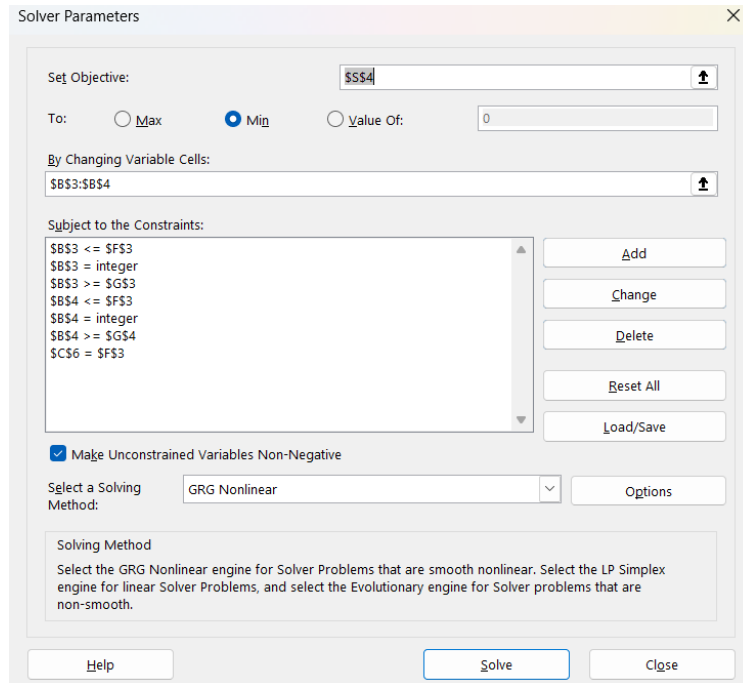 Solver Parameters
Set Objective: $S$4
To: Max Min Value Of: 0
By Changing Variable Cells:
$B$3:$B$4
Subject to the Constraints:
$B$3 <= $F$3
$B$3 = integer
$B$3 >= $G$3
$B$4 <= $F$3
$B$4 = integer
$B$4 >= $G$4
$C$6 = $F$3
Add
Change
Delete
Reset All
Load/Save
Make Unconstrained Variables Non-Negative
Select a Solving
Method:
GRG Nonlinear
Options
Solving Method
Select the GRG Nonlinear engine for Solver Problems that are smooth nonlinear. Select the LP Simplex
engine for linear Solver Problems, and select the Evolutionary engine for Solver problems that are
non-smooth.
Help Solve Close